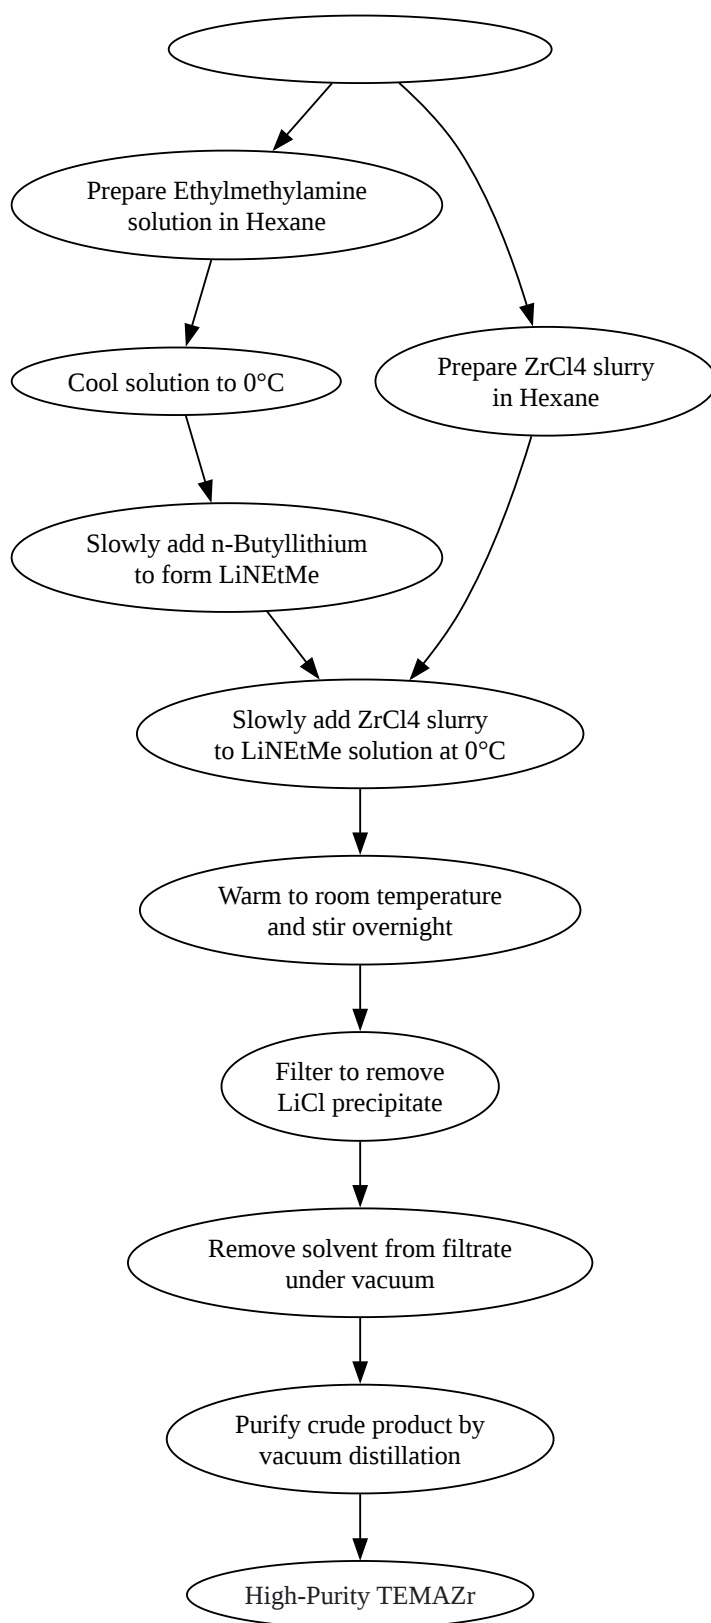 Prepare Ethylmethylamine
solution in Hexane
Cool solution to 0°C
Prepare ZrCl4 slurry
in Hexane
Slowly add n-Butyllithium
to form LiNEtMe
Slowly add ZrCl4 slurry
to LiNEtMe solution at 0°C
Warm to room temperature
and stir overnight
Filter to remove
LiCl precipitate
Remove solvent from filtrate
under vacuum
Purify crude product by
vacuum distillation
High-Purity TEMAZr